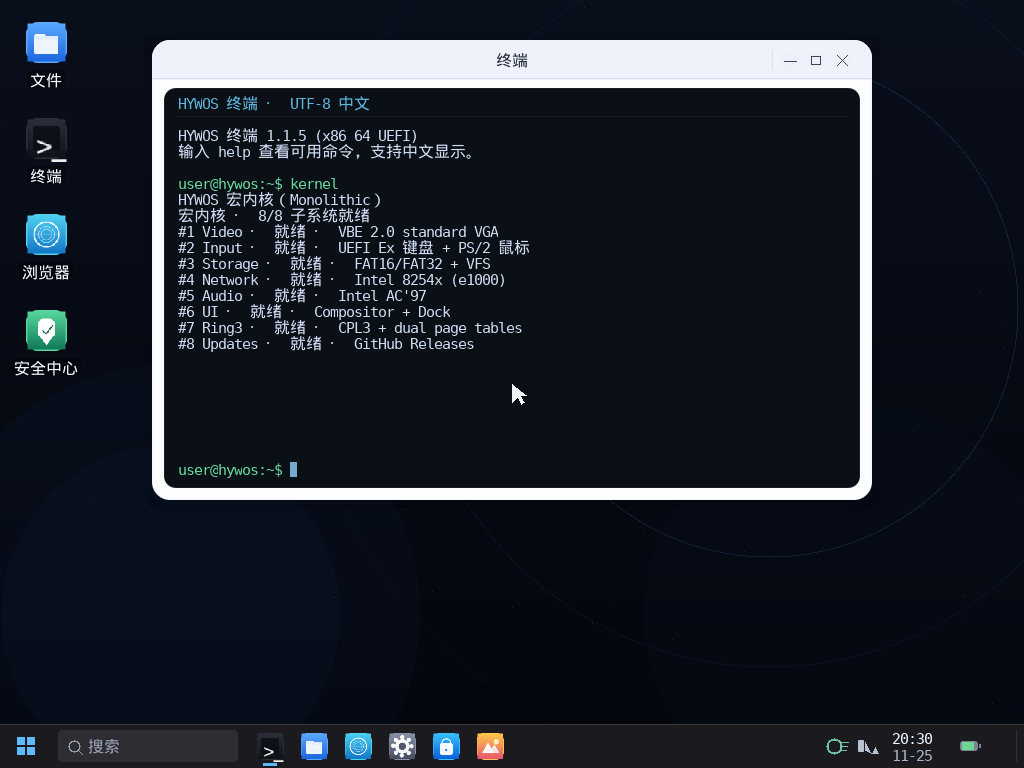 文件
终端
浏览器
安全中心
终端
HYWOS 终端 · UTF-8 中文
HYWOS 终端 1.1.5 (x86 64 UEFI)
输入 help 查看可用命令，支持中文显示。
user@hywos:~$ kernel
HYWOS 宏内核（Monolithic）
宏内核 · 8/8 子系统就绪
#1 Video · 就绪 · VBE 2.0 standard VGA
#2 Input · 就绪 · UEFI Ex 键盘 + PS/2 鼠标
#3 Storage · 就绪 · FAT16/FAT32 + VFS
#4 Network · 就绪 · Intel 8254x (e1000)
#5 Audio · 就绪 · Intel AC'97
#6 UI · 就绪 · Compositor + Dock
#7 Ring3 · 就绪 · CPL3 + dual page tables
#8 Updates · 就绪 · GitHub Releases
user@hywos:~$
搜索
20:30
11-25